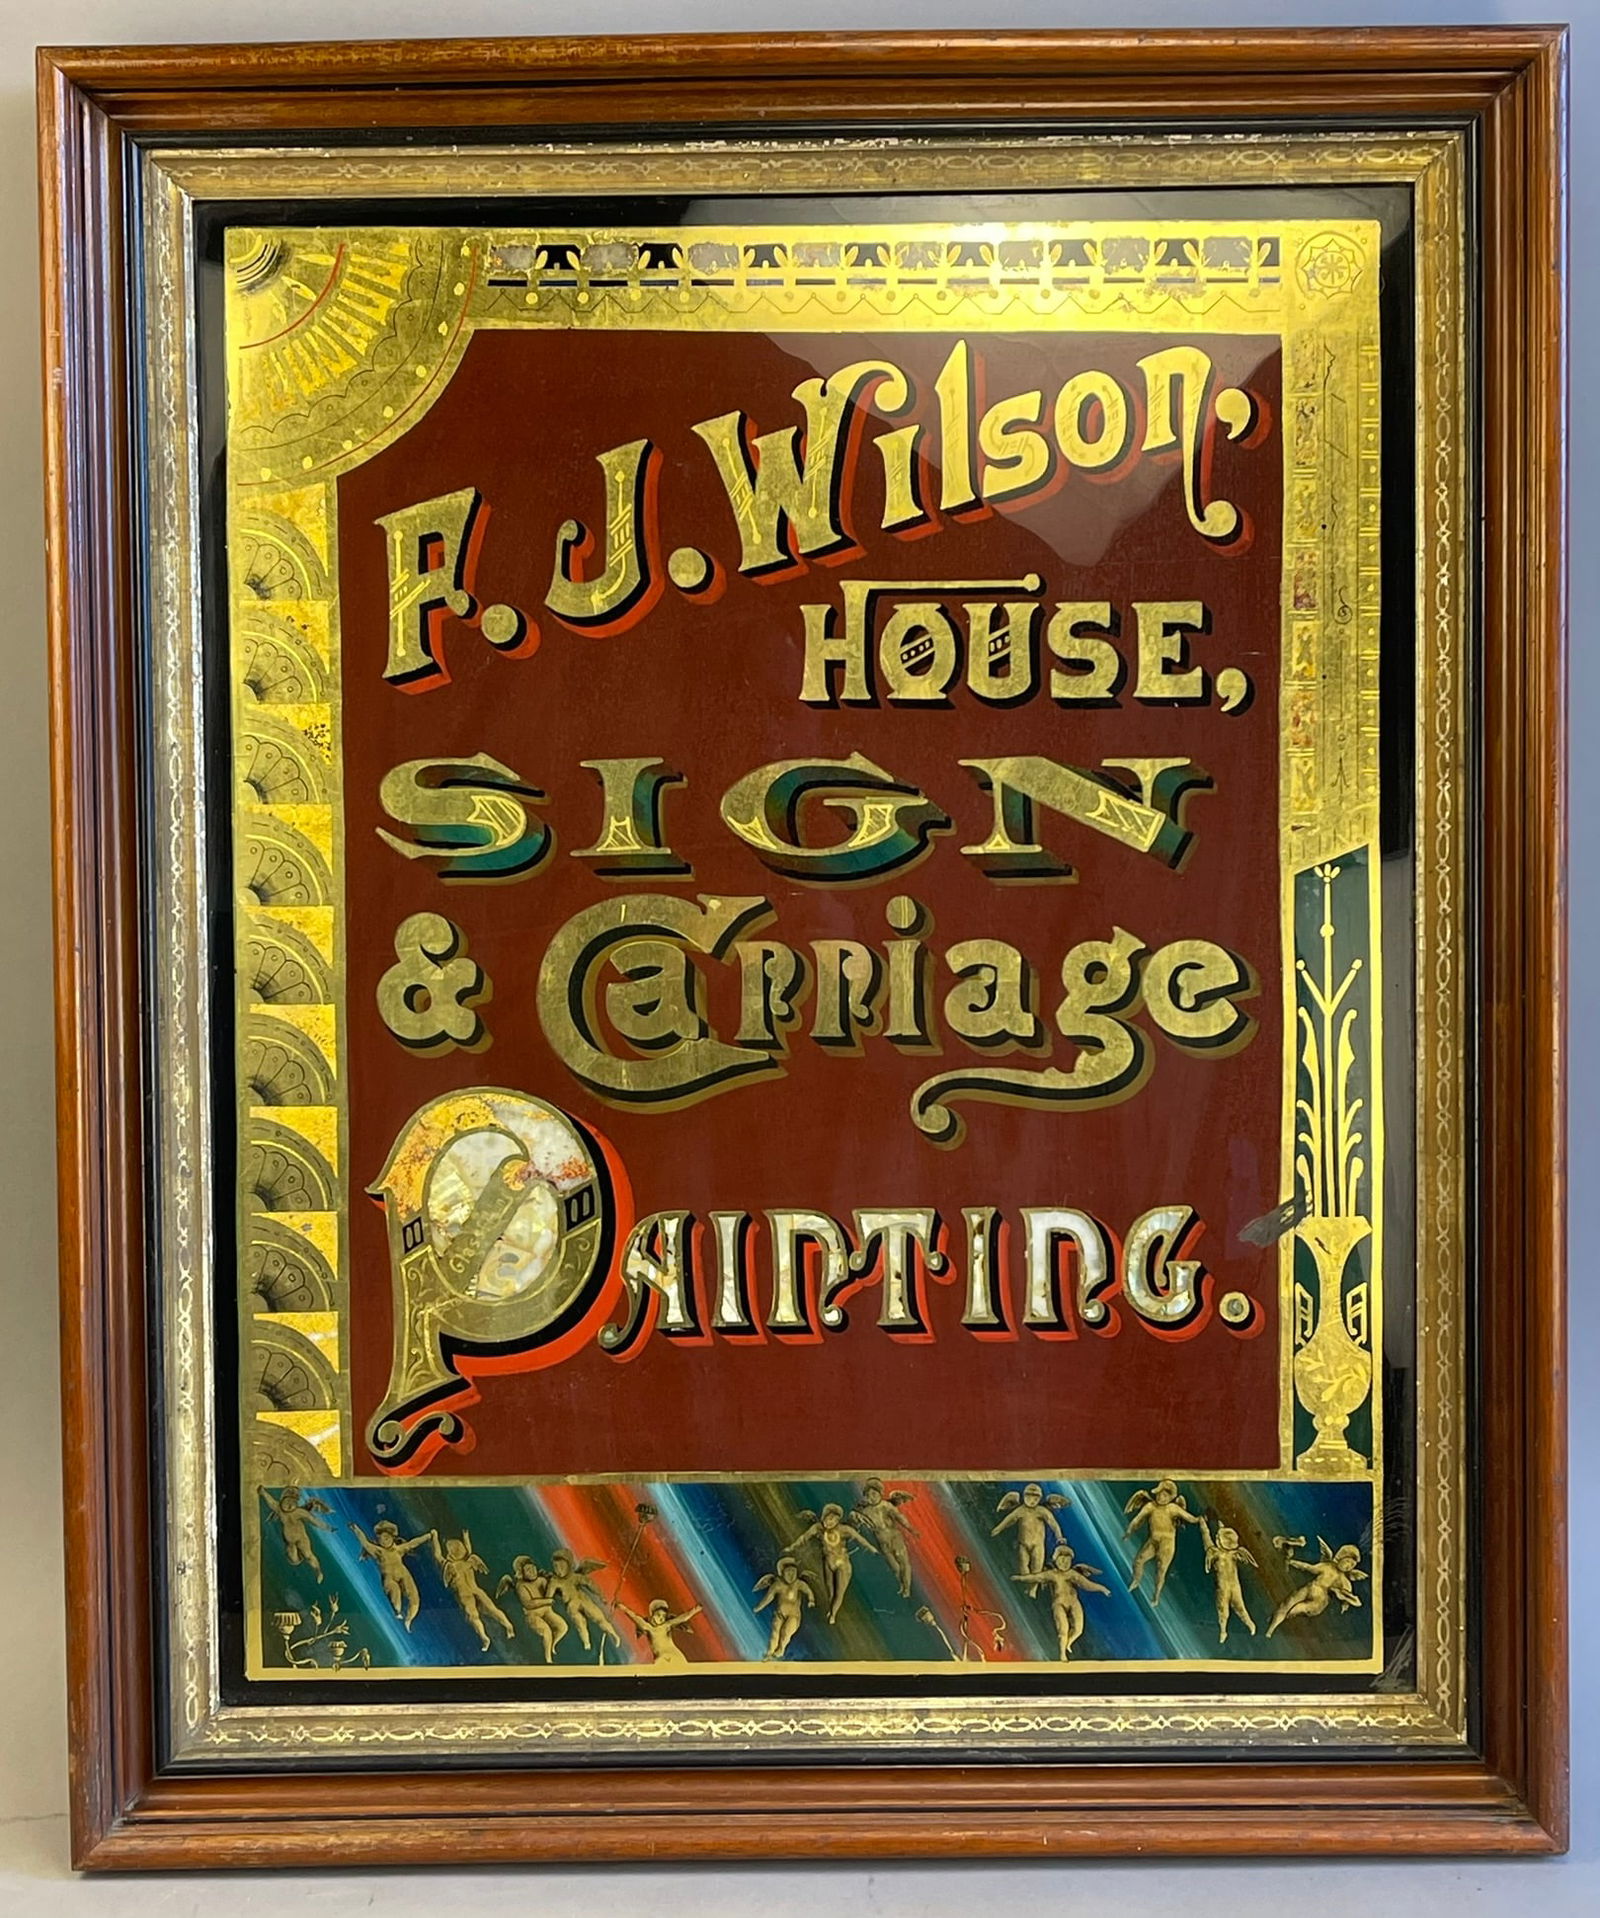 F. J. Wilson,
HOUSE,
SIGN
& Carriage
PAINTING.